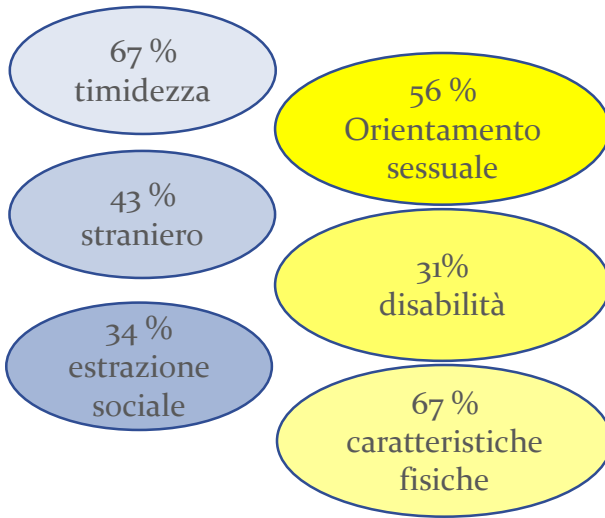 67 %
timidezza
43 %
straniero
34 %
estrazione
sociale
56 %
Orientamento
sessuale
31%
disabilità
67 %
caratteristiche
fisiche